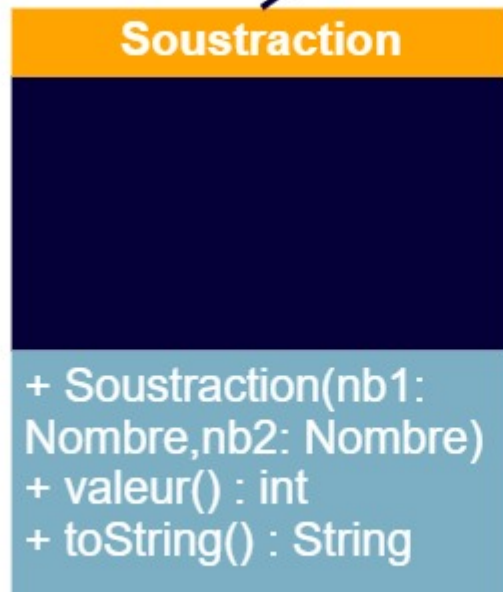 Soustraction
+ Soustraction(nb1:
Nombre,nb2: Nombre)
+ valeur() : int
+ toString() : String